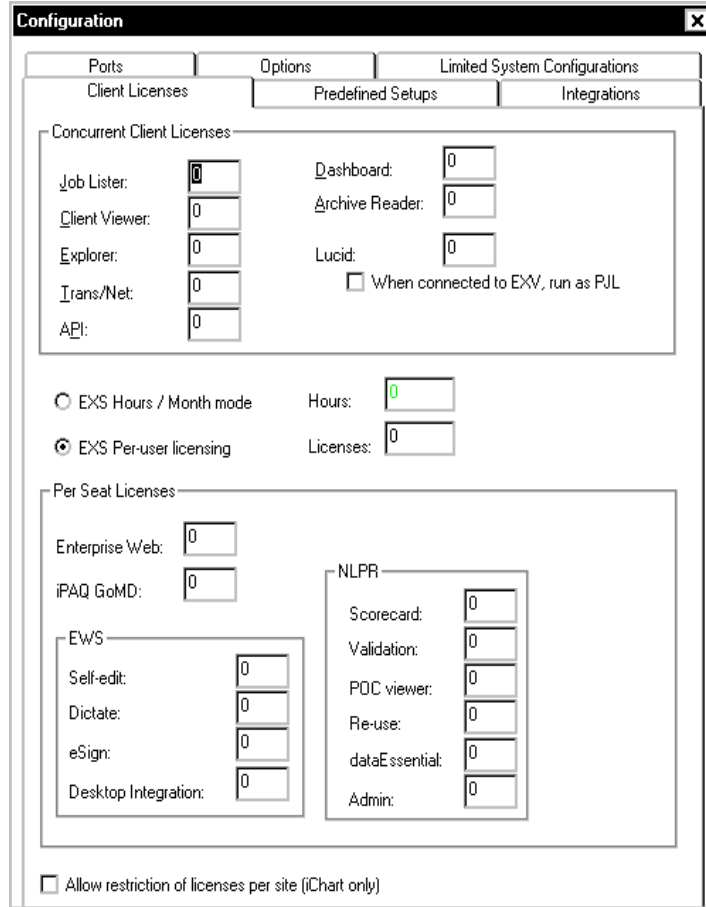 Configuration
Ports Options Limited System Configurations
Client Licenses Predefined Setups Integrations
Concurrent Client Licenses
Job Lister: 0 Dashboard: 0
Client Viewer: 0 Archive Reader: 0
Explorer: 0 Lucid: 0
When connected to EXV, run as PJL
Trans/Net: 0
API: 0
EXS Hours / Month mode Hours: 0
EXS Per-user licensing Licenses: 0
Per Seat Licenses
Enterprise Web: 0
iPAQ GoMD: 0
EWS
Self-edit: 0
Dictate: 0
eSign: 0
Desktop Integration: 0
NLPR
Scorecard: 0
Validation: 0
POC viewer: 0
Re-use: 0
dataEssential: 0
Admin: 0
Allow restriction of licenses per site (iChart only)